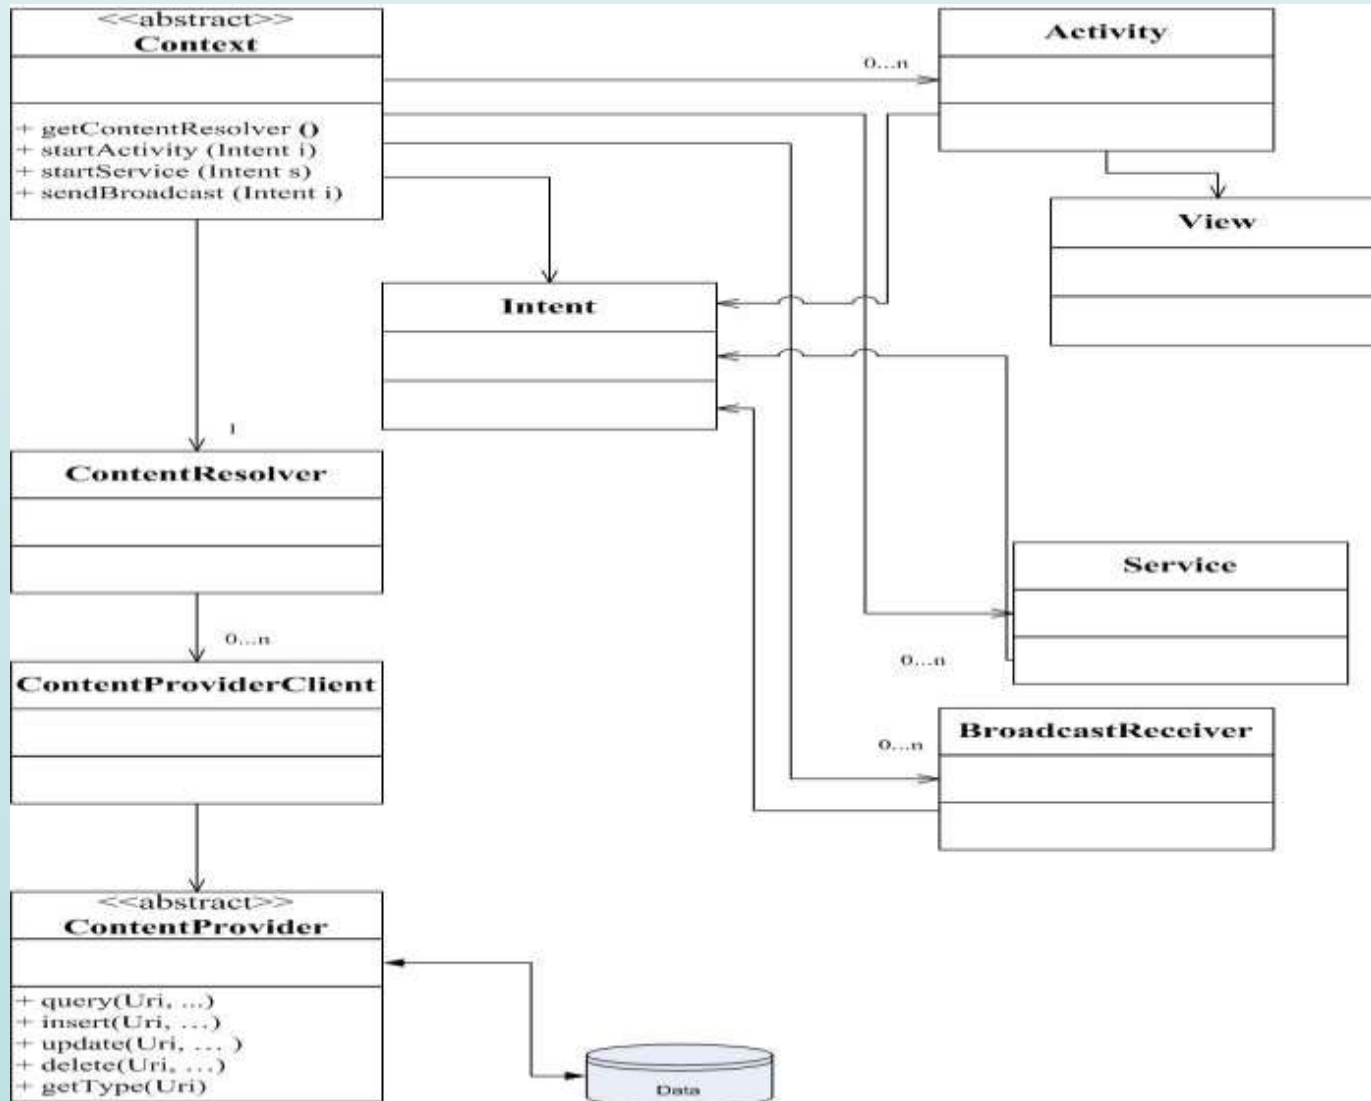 <<abstract>>
Context
+ getContentResolver ()
+ startActivity (Intent i)
+ startService (Intent s)
+ sendBroadcast (Intent i)
0...n
Activity
View
Intent
1
ContentResolver
0...n
ContentProviderClient
Service
0...n
BroadcastReceiver
0...n
<<abstract>>
ContentProvider
+ query(Uri, ...)
+ insert(Uri, ...)
+ update(Uri, ... )
+ delete(Uri, ...)
+ getType(Uri)
Data